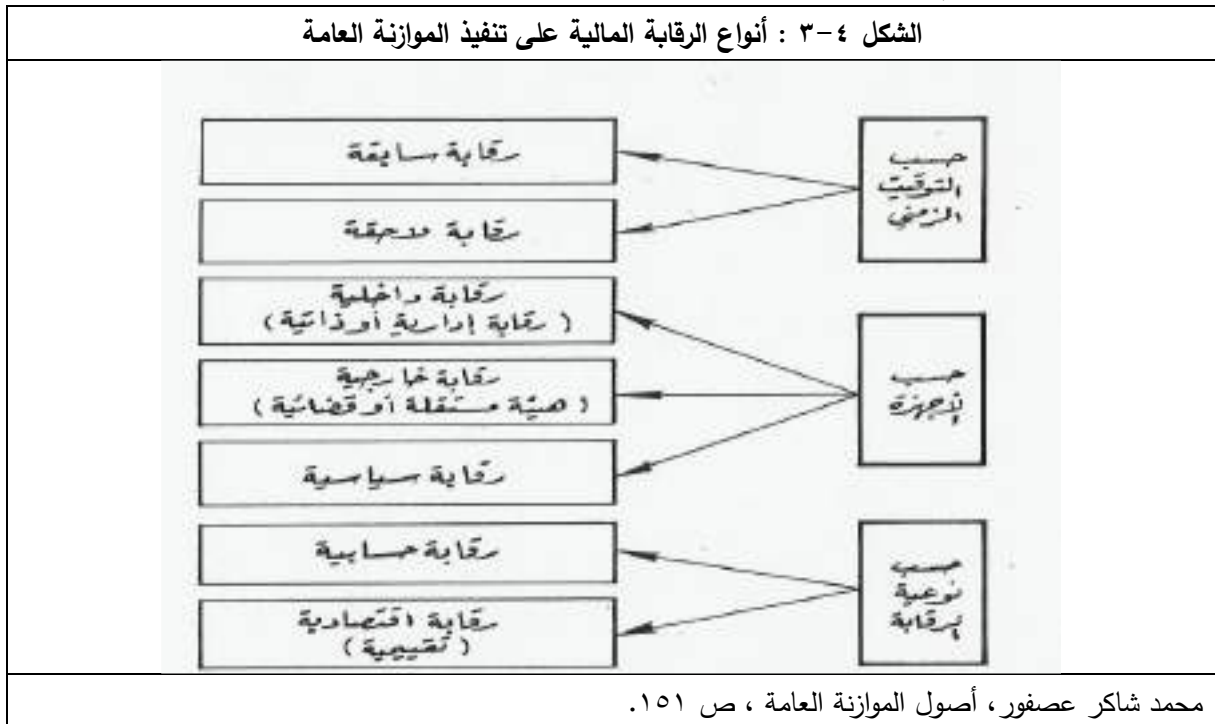 الشكل ٤-٣ : أنواع الرقابة المالية على تنفيذ الموازنة العامة
حسب
التوقيت
الزمني
رقابة سابقة
رقابة لاحقة
حسب
الأجهزة
رقابة داخلية
( رقابة إدارية أو ذاتية )
رقابة خارجية
( هيئة مستقلة أو قضائية )
رقابة سياسية
حسب
نوعية
الرقابة
رقابة حسابية
رقابة اقتصادية
( تقييمية )
محمد شاكر عصفور، أصول الموازنة العامة ، ص ١٥١.